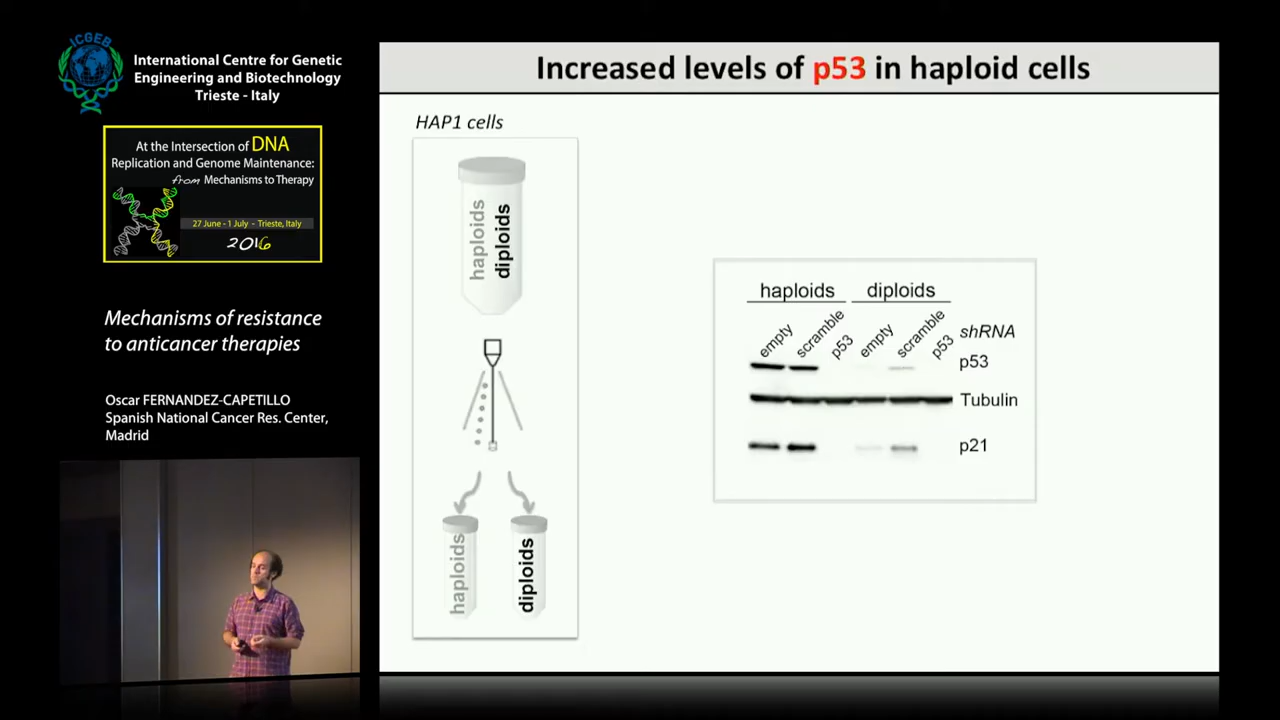 ICGEB
International Centre for Genetic
Engineering and Biotechnology
Trieste - Italy
At the Intersection of DNA
Replication and Genome Maintenance:
from Mechanisms to Therapy
27 June - 1 July - Trieste, Italy
2016
Mechanisms of resistance
to anticancer therapies
Oscar FERNANDEZ-CAPETILLO
Spanish National Cancer Res. Center,
Madrid
Increased levels of p53 in haploid cells
HAP1 cells
haploids
diploids
haploids
diploids
haploids diploids
empty scramble p53 empty scramble p53 shRNA
p53
Tubulin
p21